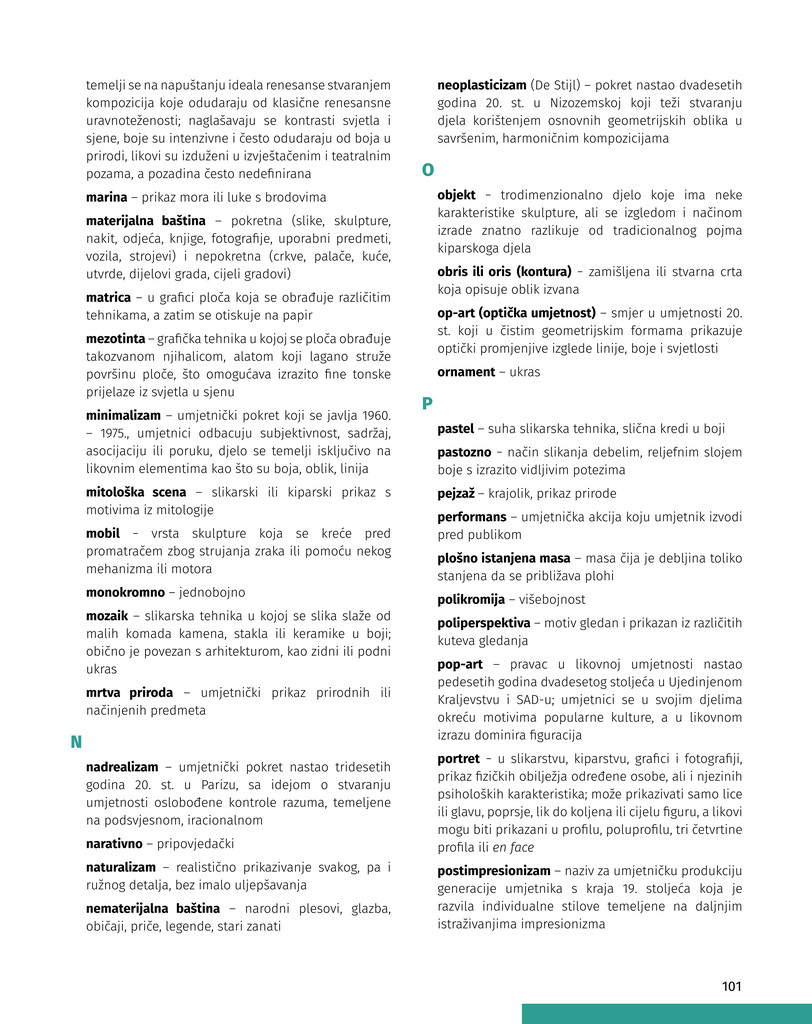 temelji se na napuštanju ideala renesanse stvaranjem
kompozicija koje odudaraju od klasične renesansne
uravnoteženosti; naglašavaju se kontrasti svjetla i
sjene, boje su intenzivne i često odudaraju od boja u
prirodi, likovi su izduženi u izvještačenim i teatralnim
pozama, a pozadina često nedefinirana
marina – prikaz mora ili luke s brodovima
materijalna baština – pokretna (slike, skulpture,
nakit, odjeća, knjige, fotografije, uporabni predmeti,
vozila, strojevi) i nepokretna (crkve, palače, kuće,
utvrde, dijelovi grada, cijeli gradovi)
matrica – u grafici ploča koja se obrađuje različitim
tehnikama, a zatim se otiskuje na papir
mezotinta – grafička tehnika u kojoj se ploča obrađuje
takozvanom njihalicom, alatom koji lagano struže
površinu ploče, što omogućava izrazito fine tonske
prijelaze iz svjetla u sjenu
minimalizam – umjetnički pokret koji se javlja 1960.
– 1975., umjetnici odbacuju subjektivnost, sadržaj,
asocijaciju ili poruku, djelo se temelji isključivo na
likovnim elementima kao što su boja, oblik, linija
mitološka scena – slikarski ili kiparski prikaz s
motivima iz mitologije
mobil - vrsta skulpture koja se kreće pred
promatračem zbog strujanja zraka ili pomoću nekog
mehanizma ili motora
monokromno – jednobojno
mozaik – slikarska tehnika u kojoj se slika slaže od
malih komada kamena, stakla ili keramike u boji;
obično je povezan s arhitekturom, kao zidni ili podni
ukras
mrtva priroda – umjetnički prikaz prirodnih ili
načinjenih predmeta
N
nadrealizam – umjetnički pokret nastao tridesetih
godina 20. st. u Parizu, sa idejom o stvaranju
umjetnosti oslobođene kontrole razuma, temeljene
na podsvjesnom, iracionalnom
narativno – pripovjedački
naturalizam – realistično prikazivanje svakog, pa i
ružnog detalja, bez imalo uljepšavanja
nematerijalna baština – narodni plesovi, glazba,
običaji, priče, legende, stari zanati
neoplasticizam (De Stijl) – pokret nastao dvadesetih
godina 20. st. u Nizozemskoj koji teži stvaranju
djela korištenjem osnovnih geometrijskih oblika u
savršenim, harmoničnim kompozicijama
O
objekt - trodimenzionalno djelo koje ima neke
karakteristike skulpture, ali se izgledom i načinom
izrade znatno razlikuje od tradicionalnog pojma
kiparskoga djela
obris ili oris (kontura) - zamišljena ili stvarna crta
koja opisuje oblik izvana
op-art (optička umjetnost) – smjer u umjetnosti 20.
st. koji u čistim geometrijskim formama prikazuje
optički promjenjive izglede linije, boje i svjetlosti
ornament – ukras
P
pastel – suha slikarska tehnika, slična kredi u boji
pastozno - način slikanja debelim, reljefnim slojem
boje s izrazito vidljivim potezima
pejzaž – krajolik, prikaz prirode
performans – umjetnička akcija koju umjetnik izvodi
pred publikom
plošno istanjena masa – masa čija je debljina toliko
stanjena da se približava plohi
polikromija – višebojnost
poliperspektiva – motiv gledan i prikazan iz različitih
kuteva gledanja
pop-art – pravac u likovnoj umjetnosti nastao
pedesetih godina dvadesetog stoljeća u Ujedinjenom
Kraljevstvu i SAD-u; umjetnici se u svojim djelima
okreću motivima popularne kulture, a u likovnom
izrazu dominira figuracija
portret - u slikarstvu, kiparstvu, grafici i fotografiji,
prikaz fizičkih obilježja određene osobe, ali i njezinih
psiholoških karakteristika; može prikazivati samo lice
ili glavu, poprsje, lik do koljena ili cijelu figuru, a likovi
mogu biti prikazani u profilu, poluprofilu, tri četvrtine
profila ili en face
postimpresionizam – naziv za umjetničku produkciju
generacije umjetnika s kraja 19. stoljeća koja je
razvila individualne stilove temeljene na daljnjim
istraživanjima impresionizma
101